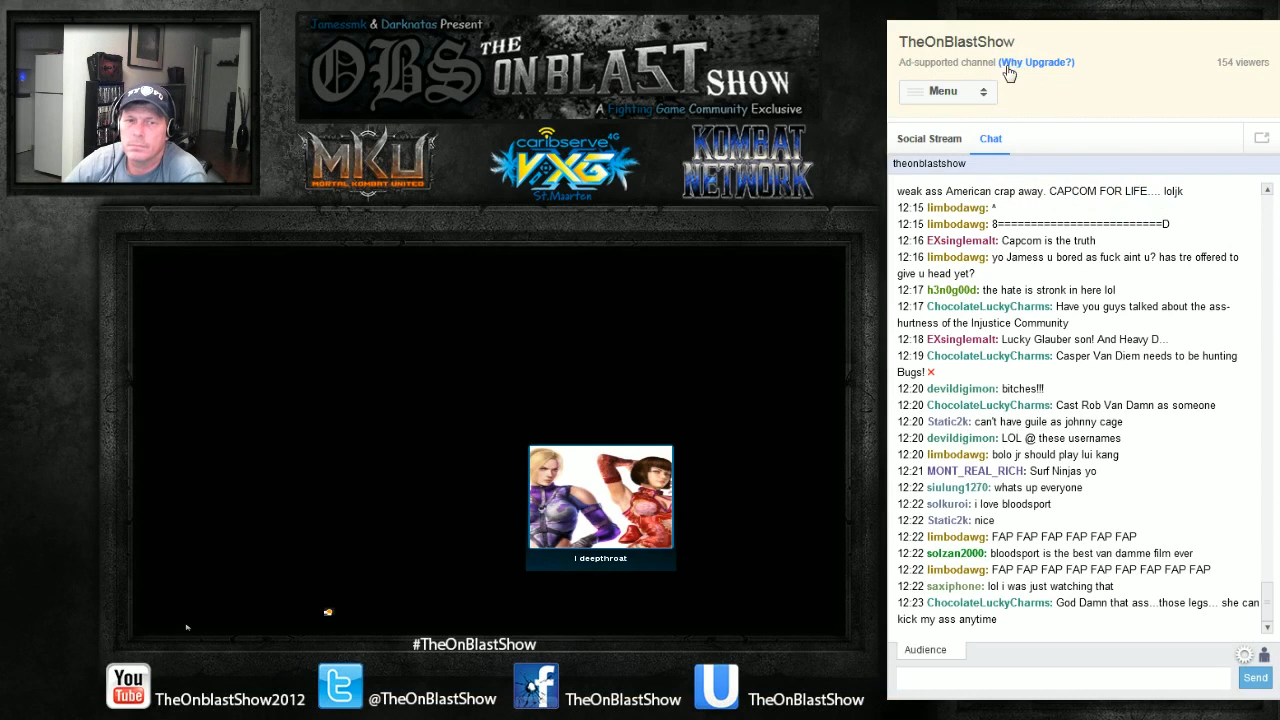 Jamessmk & Darknatas Present
OBS THE ON BLAST SHOW
A Fighting Game Community Exclusive
MKU
MORTAL KOMBAT UNITED
caribserve 4G
VXG
St.Maarten
KOMBAT
NETWORK
I deepthroat
#TheOnBlastShow
You Tube TheOnblastShow2012
@TheOnBlastShow
TheOnBlastShow
TheOnBlastShow
TheOnBlastShow
Ad-supported channel (Why Upgrade?) 154 viewers
Menu
Social Stream Chat
theonblastshow
weak ass American crap away. CAPCOM FOR LIFE.... loljk
12:15 limbodawg: *
12:15 limbodawg: 8=========================D
12:16 EXsinglemalt: Capcom is the truth
12:16 limbodawg: yo Jamess u bored as fuck aint u? has tre offered to
give u head yet?
12:17 h3n0g00d: the hate is stronk in here lol
12:17 ChocolateLuckyCharms: Have you guys talked about the ass-
hurtness of the Injustice Community
12:18 EXsinglemalt: Lucky Glauber son! And Heavy D...
12:19 ChocolateLuckyCharms: Casper Van Diem needs to be hunting
Bugs!
12:20 devildigimon: bitches!!!
12:20 ChocolateLuckyCharms: Cast Rob Van Damn as someone
12:20 Static2k: can't have guile as johnny cage
12:20 devildigimon: LOL @ these usernames
12:20 limbodawg: bolo jr should play lui kang
12:21 MONT_REAL_RICH: Surf Ninjas yo
12:22 siulung1270: whats up everyone
12:22 solkuroi: i love bloodsport
12:22 Static2k: nice
12:22 limbodawg: FAP FAP FAP FAP FAP FAP
12:22 solzan2000: bloodsport is the best van damme film ever
12:22 limbodawg: FAP FAP FAP FAP FAP FAP FAP FAP FAP
12:22 saxiphone: lol i was just watching that
12:23 ChocolateLuckyCharms: God Damn that ass...those legs... she can
kick my ass anytime
Audience
Send